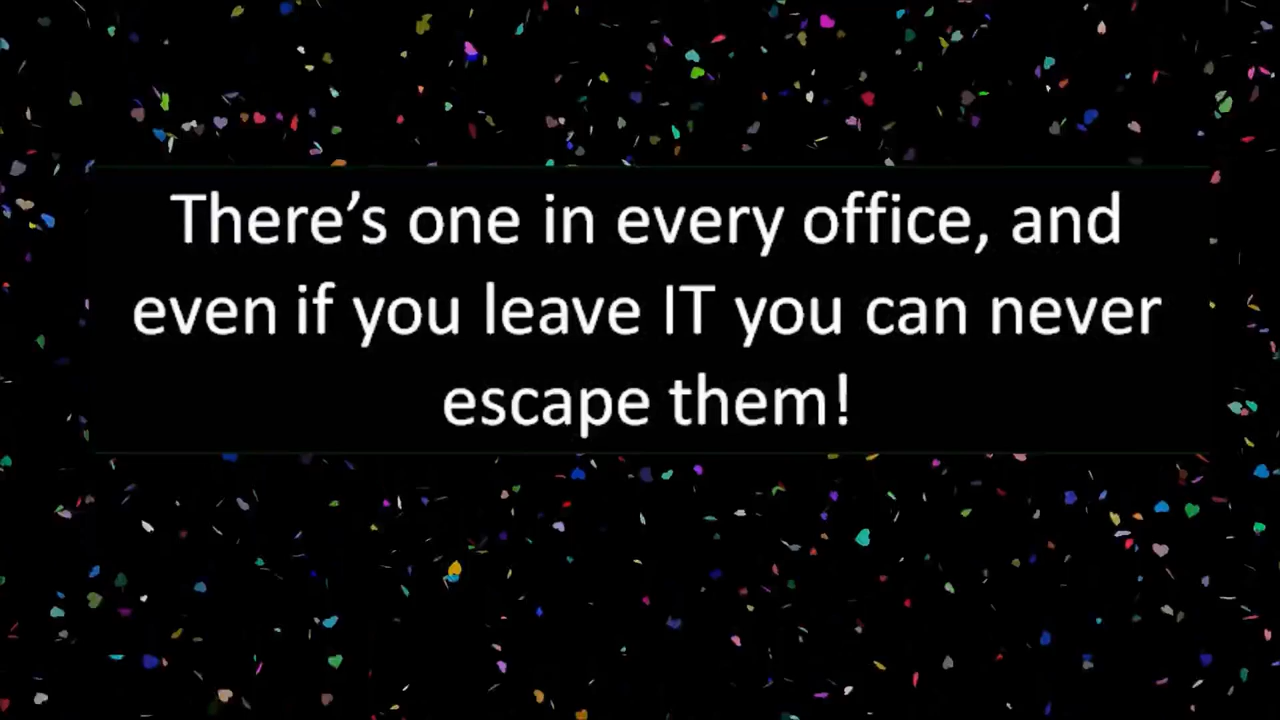 There’s one in every office, and
even if you leave IT you can never
escape them!